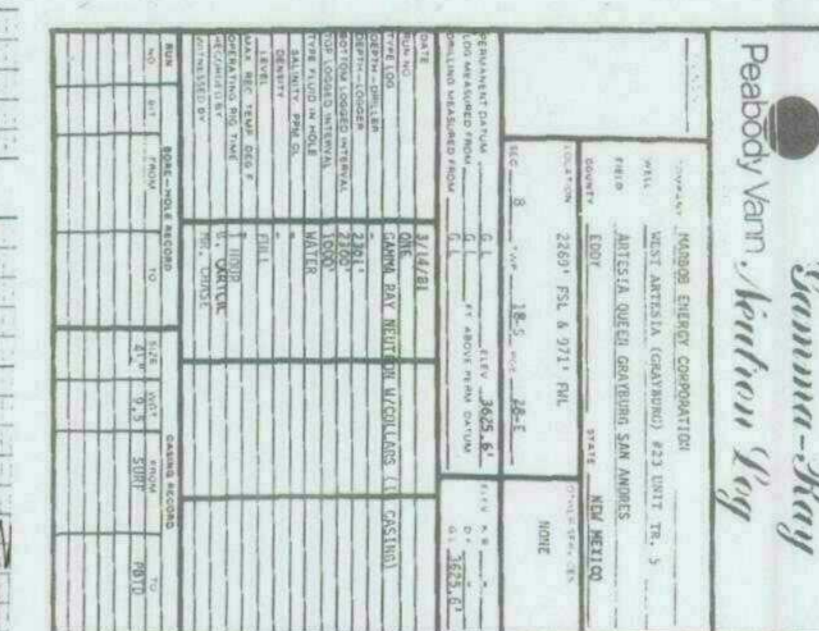 Gamma-Ray
Peabody Vann Neution Log
COMPANY MARBOB ENERGY CORPORATION
WELL WEST ARTESIA (GRAYBURG) #23 UNIT TR. 5
FIELD ARTESIA QUEEN GRAYBURG SAN ANDRES
COUNTY EDDY STATE NEW MEXICO
LOCATION 2269' FSL & 971' FWL
OTHER SERVICES
NONE
SEC 8 TWP 18-S RGE 28-E
PERMANENT DATUM G L ELEV 3625.6'
LOG MEASURED FROM G L FT ABOVE PERM DATUM
DRILLING MEASURED FROM G L
ELEV K B -
D F -
G L 3625.6'
DATE 3/14/81
RUN NO ONE
TYPE LOG GAMMA RAY NEUTRON W/COLLARS (IN CASING)
DEPTH-DRILLER -
DEPTH-LOGGER 2301'
BOTTOM LOGGED INTERVAL 2300'
TOP LOGGED INTERVAL 1000'
TYPE FLUID IN HOLE WATER
SALINITY PPM CL -
DENSITY -
LEVEL FULL
MAX REC TEMP DEG F -
OPERATING RIG TIME 1 HOUR
RECORDED BY CARTER
WITNESSED BY MR. CHASE
RUN BORE-HOLE RECORD CASING RECORD
NO BIT FROM TO SIZE WGT FROM TO
4½" 9.5 SURF PBTD